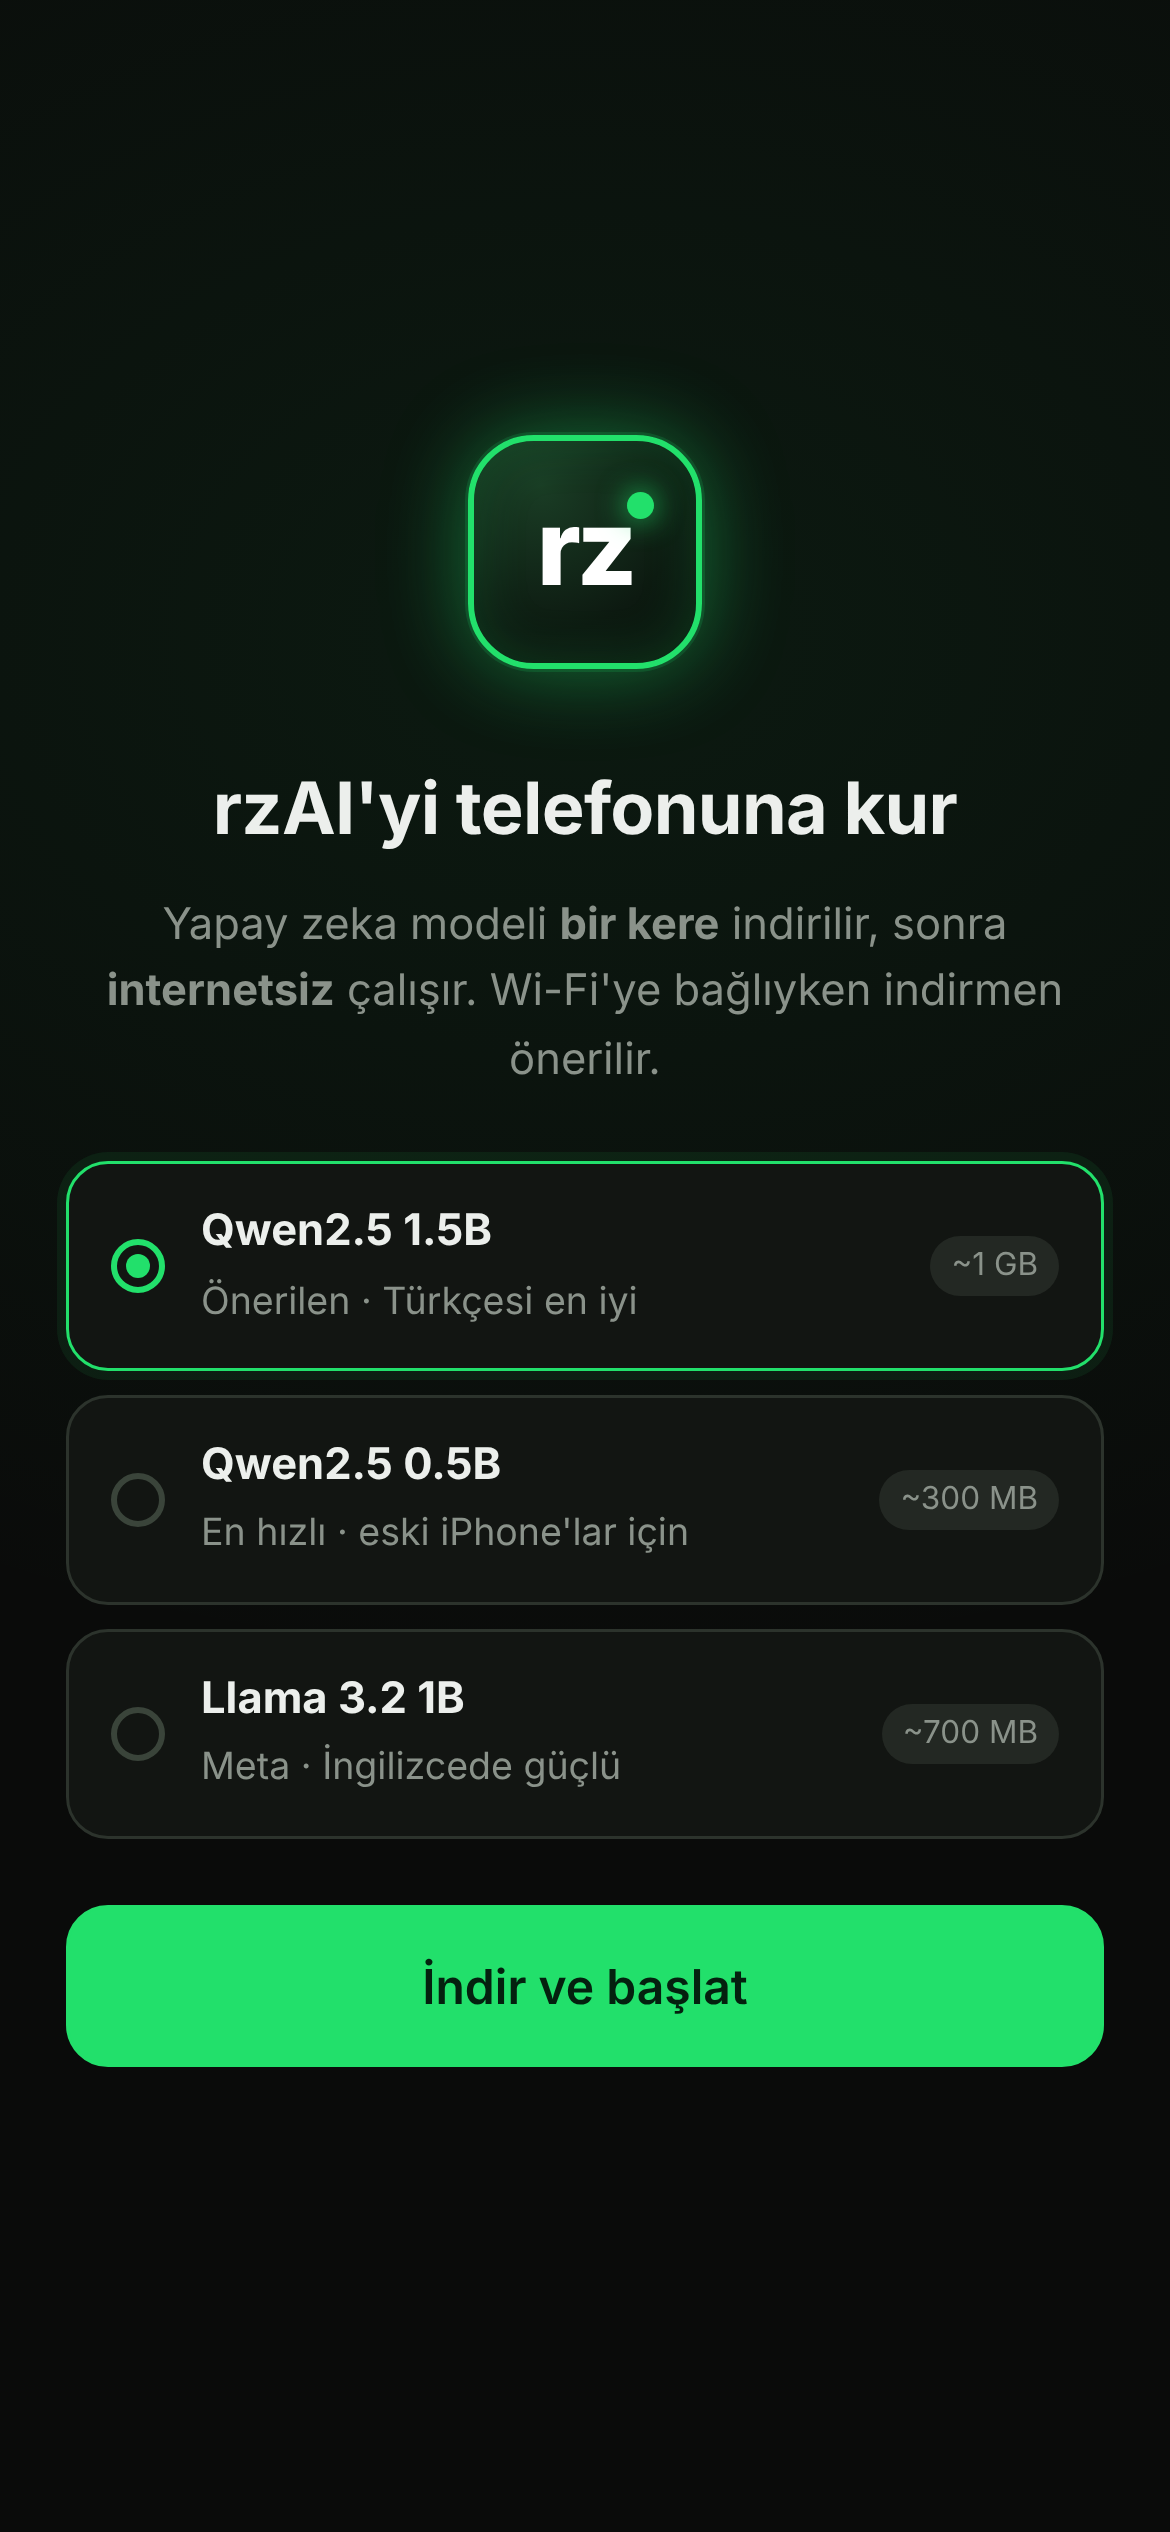 rz
rzAI'yi telefonuna kur
Yapay zeka modeli bir kere indirilir, sonra
internetsiz çalışır. Wi-Fi'ye bağlıyken indirmen
önerilir.
Qwen2.5 1.5B
Önerilen · Türkçesi en iyi
~1 GB
Qwen2.5 0.5B
En hızlı · eski iPhone'lar için
~300 MB
Llama 3.2 1B
Meta · İngilizcede güçlü
~700 MB
İndir ve başlat